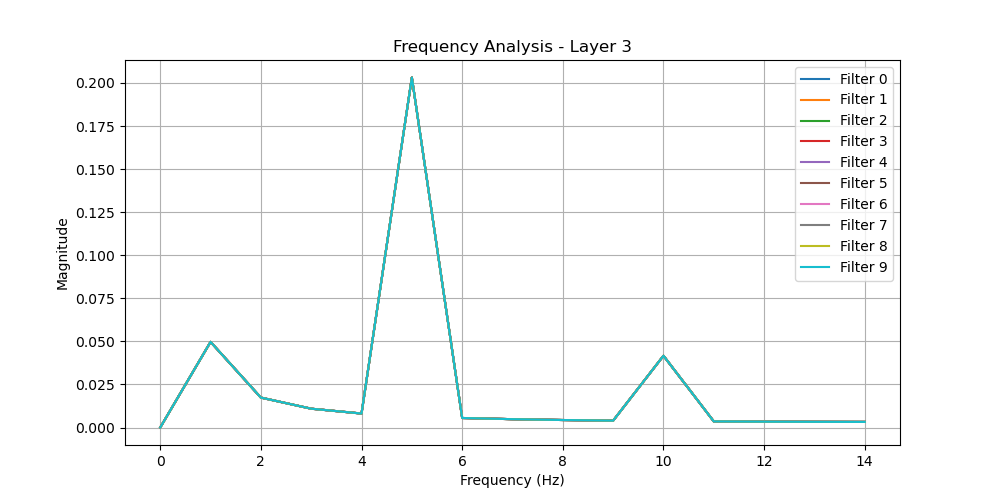 Frequency Analysis - Layer 3
Magnitude
0.200
0.175
0.150
0.125
0.100
0.075
0.050
0.025
0.000
Filter 0
Filter 1
Filter 2
Filter 3
Filter 4
Filter 5
Filter 6
Filter 7
Filter 8
Filter 9
0 2 4 6 8 10 12 14
Frequency (Hz)